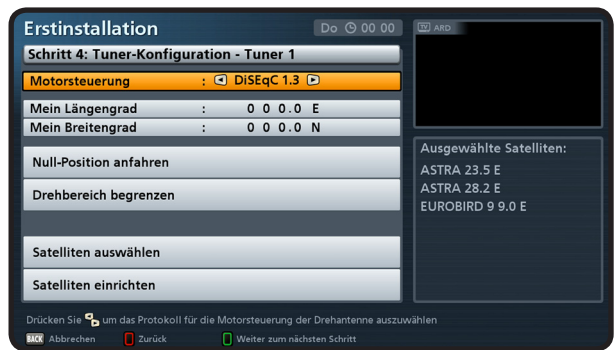 Erstinstallation
Do 00 00
TV ARD
Schritt 4: Tuner-Konfiguration - Tuner 1
Motorsteuerung : DiSEqC 1.3
Mein Längengrad : 0 0 0.0 E
Mein Breitengrad : 0 0 0.0 N
Null-Position anfahren
Drehbereich begrenzen
Satelliten auswählen
Satelliten einrichten
Ausgewählte Satelliten:
ASTRA 23.5 E
ASTRA 28.2 E
EUROBIRD 9 9.0 E
Drücken Sie um das Protokoll für die Motorsteuerung der Drehantenne auszuwählen
BACK Abbrechen Zurück Weiter zum nächsten Schritt